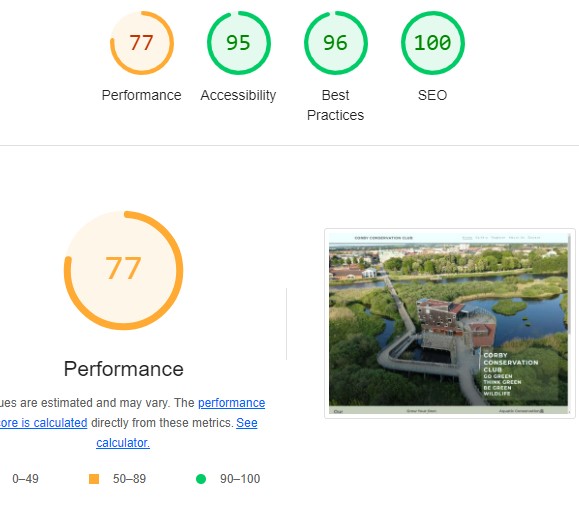 77
95
96
100
Performance
Accessibility
Best
Practices
SEO
77
CORBY CONSERVATION CLUB
CORBY
CONSERVATION
CLUB
GO GREEN
THINK GREEN
BE GREEN
WILDLIFE
Performance
ues are estimated and may vary. The performance
ore is calculated directly from these metrics. See
calculator.
0–49
50–89
90–100